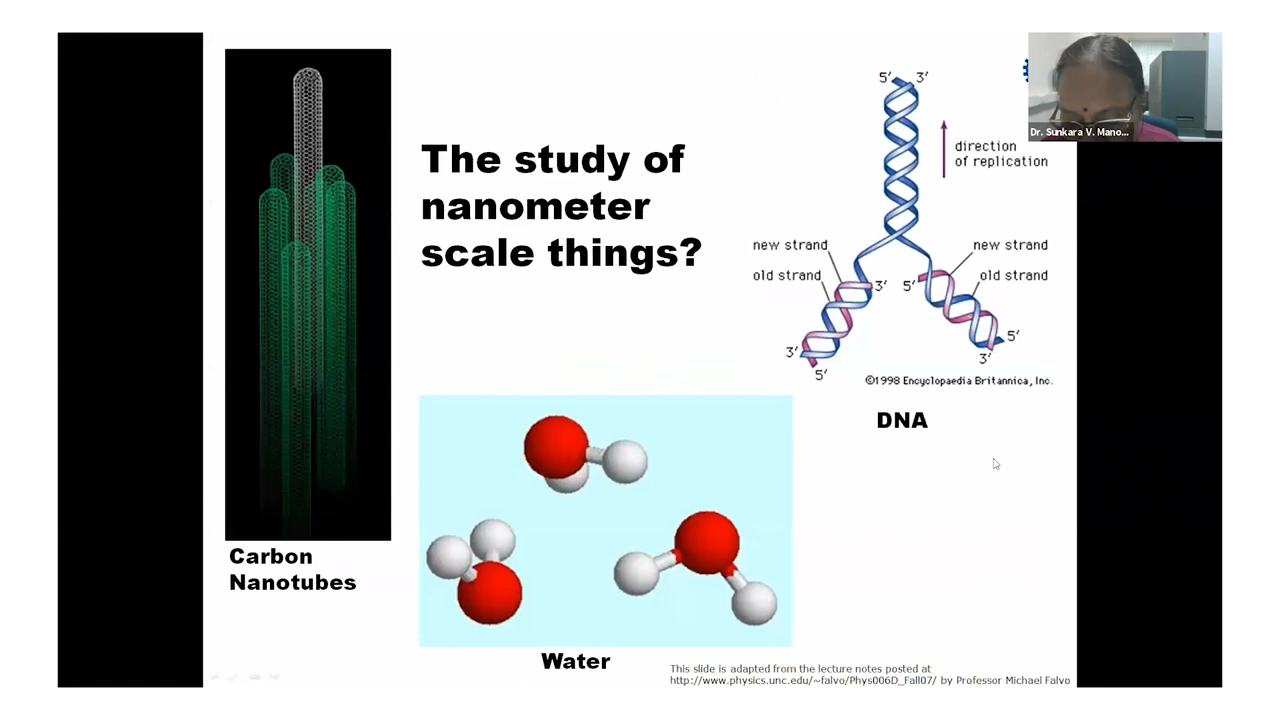 The study of
nanometer
scale things?
Carbon
Nanotubes
Water
5′ 3′
direction
of replication
new strand
old strand
new strand
old strand
3′ 5′
3′
5′
5′
3′
©1998 Encyclopaedia Britannica, Inc.
DNA
Dr. Sunkara V. Mano...
This slide is adapted from the lecture notes posted at
http://www.physics.unc.edu/~falvo/Phys006D_Fall07/ by Professor Michael Falvo